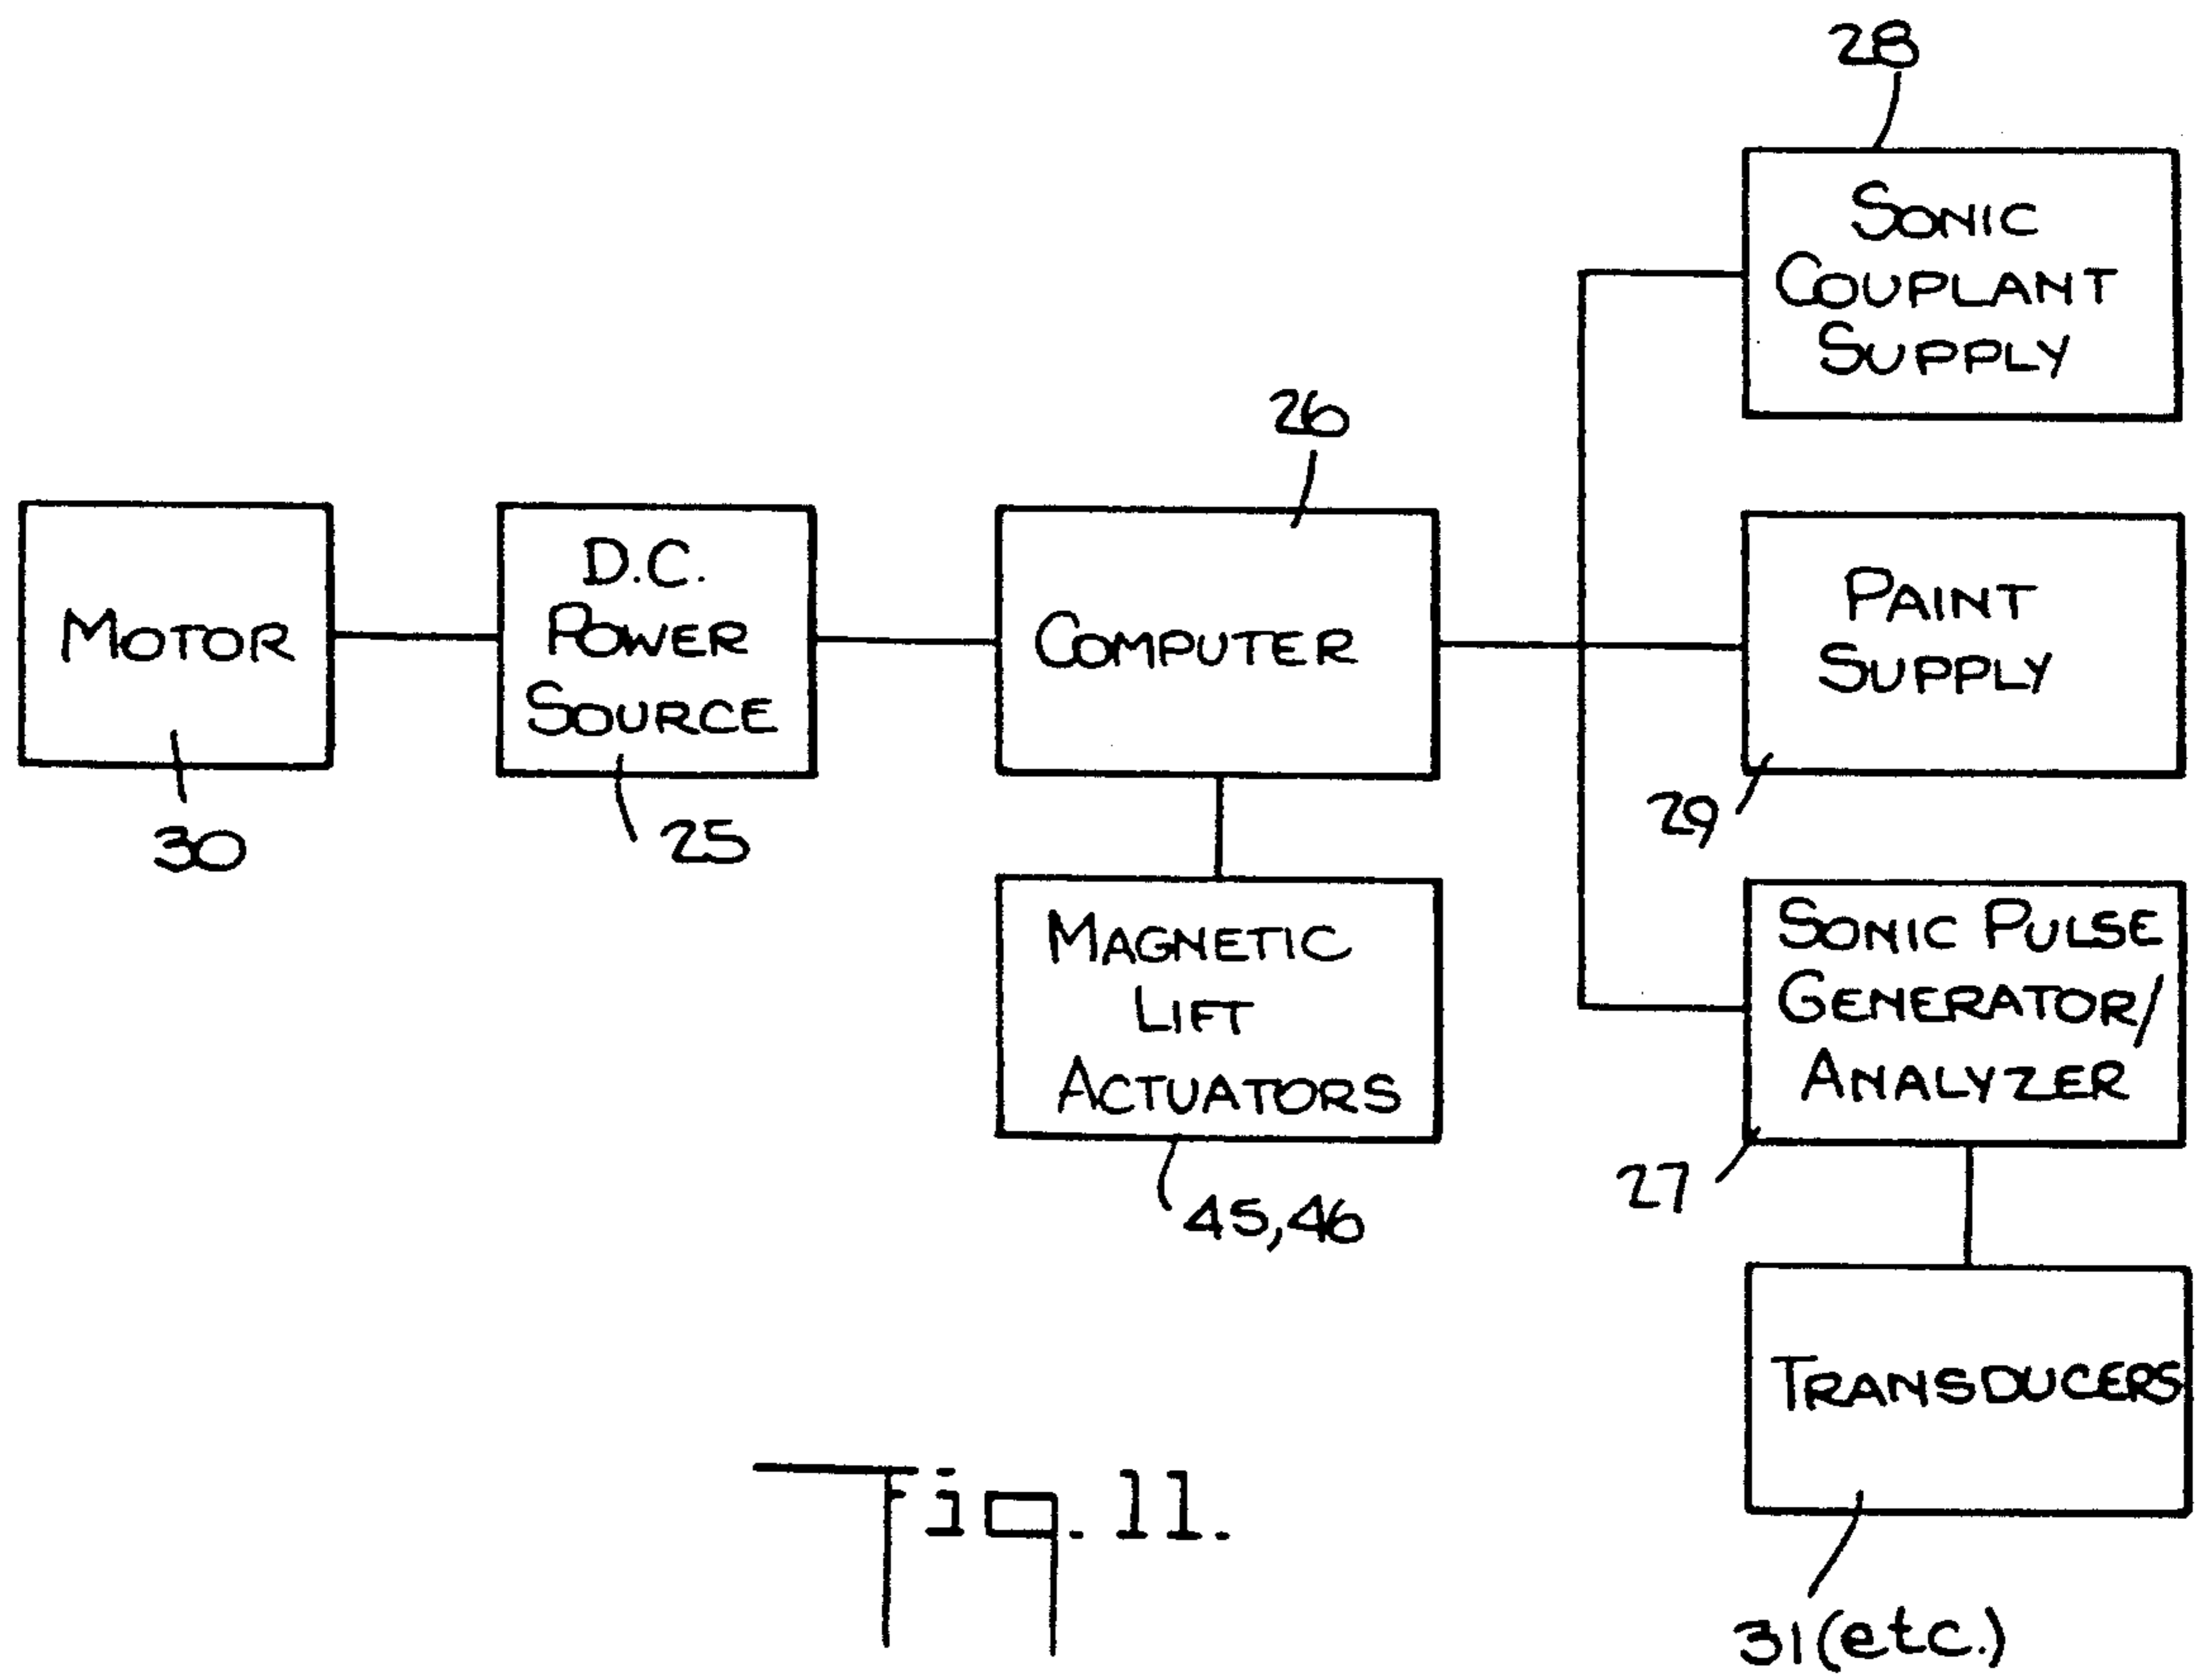 28
SONIC
COUPLANT
SUPPLY
26
MOTOR
30
D.C.
POWER
SOURCE
25
COMPUTER
PAINT
SUPPLY
29
MAGNETIC
LIFT
ACTUATORS
45,46
SONIC PULSE
GENERATOR/
ANALYZER
27
TRANSDUCERS
31(etc.)
Fig. 11.